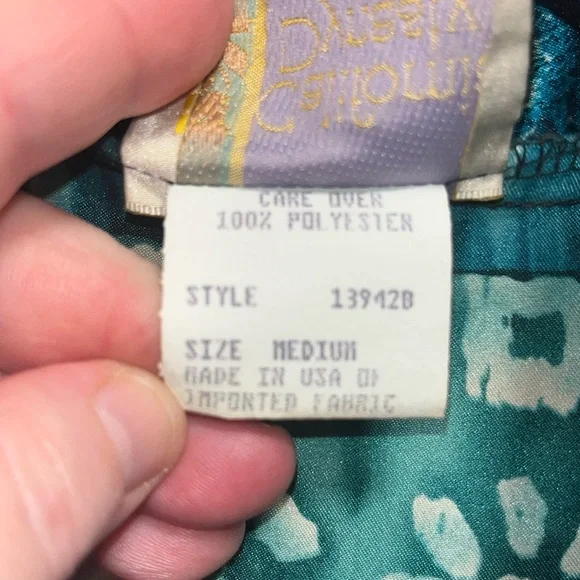 CARE OVER
100% POLYESTER
STYLE 13942B
SIZE MEDIUM
MADE IN USA OF
IMPORTED FABRIC